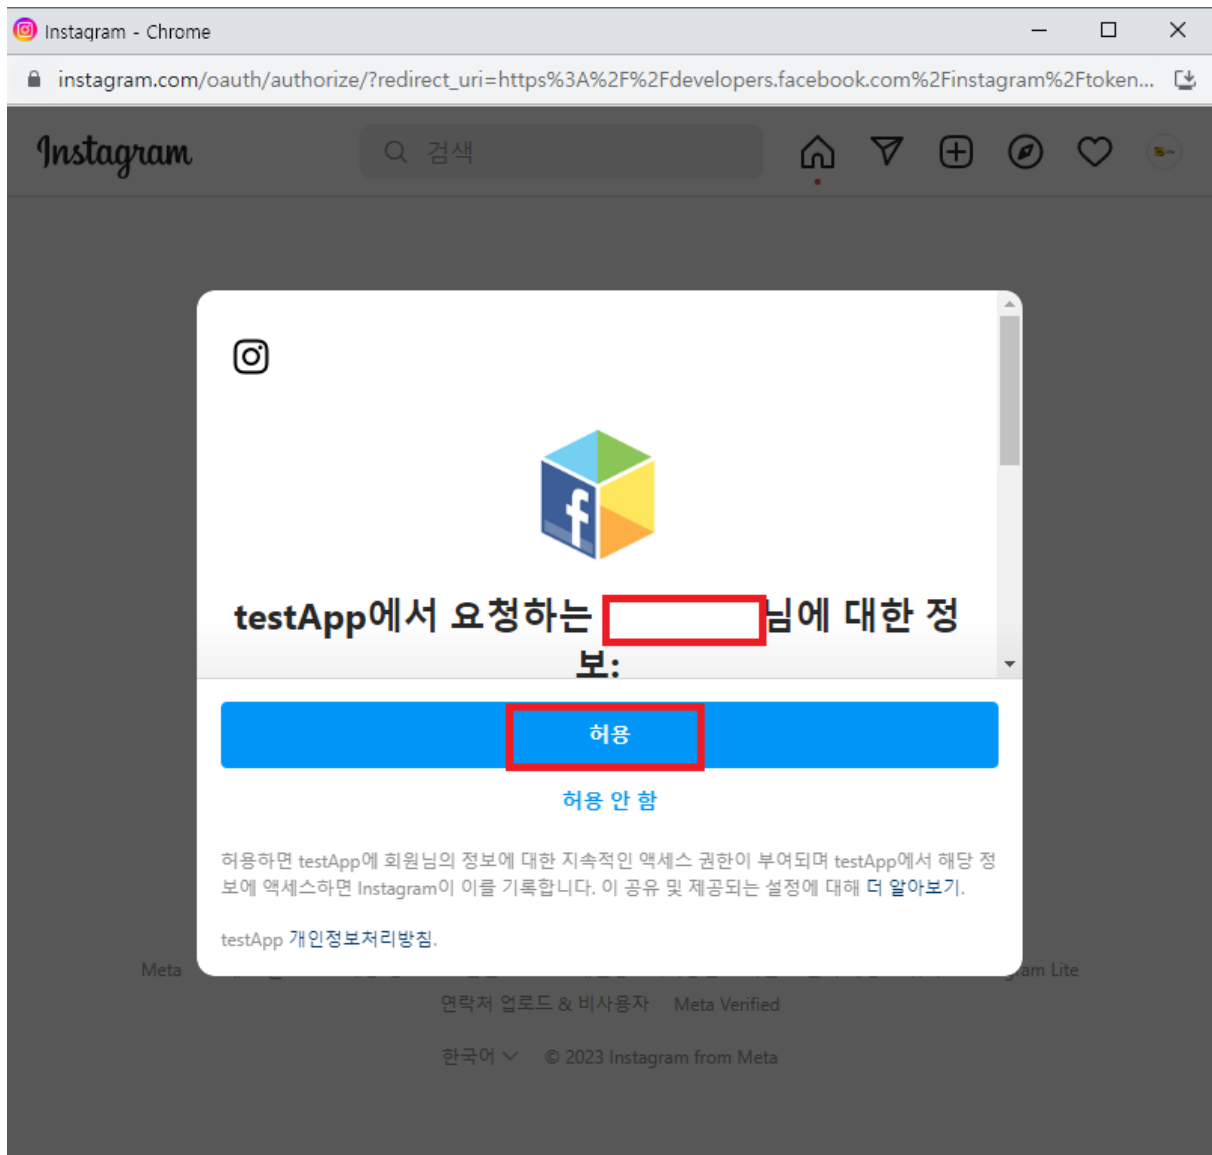 Instagram - Chrome
instagram.com/oauth/authorize/?redirect_uri=https%3A%2F%2Fdevelopers.facebook.com%2Finstagram%2Ftoken...
Instagram
검색
testApp에서 요청하는 님에 대한 정
보:
허용
허용 안 함
허용하면 testApp에 회원님의 정보에 대한 지속적인 액세스 권한이 부여되며 testApp에서 해당 정
보에 액세스하면 Instagram이 이를 기록합니다. 이 공유 및 제공되는 설정에 대해 더 알아보기.
testApp 개인정보처리방침.
Meta
Lite
연락처 업로드 & 비사용자 Meta Verified
한국어 © 2023 Instagram from Meta